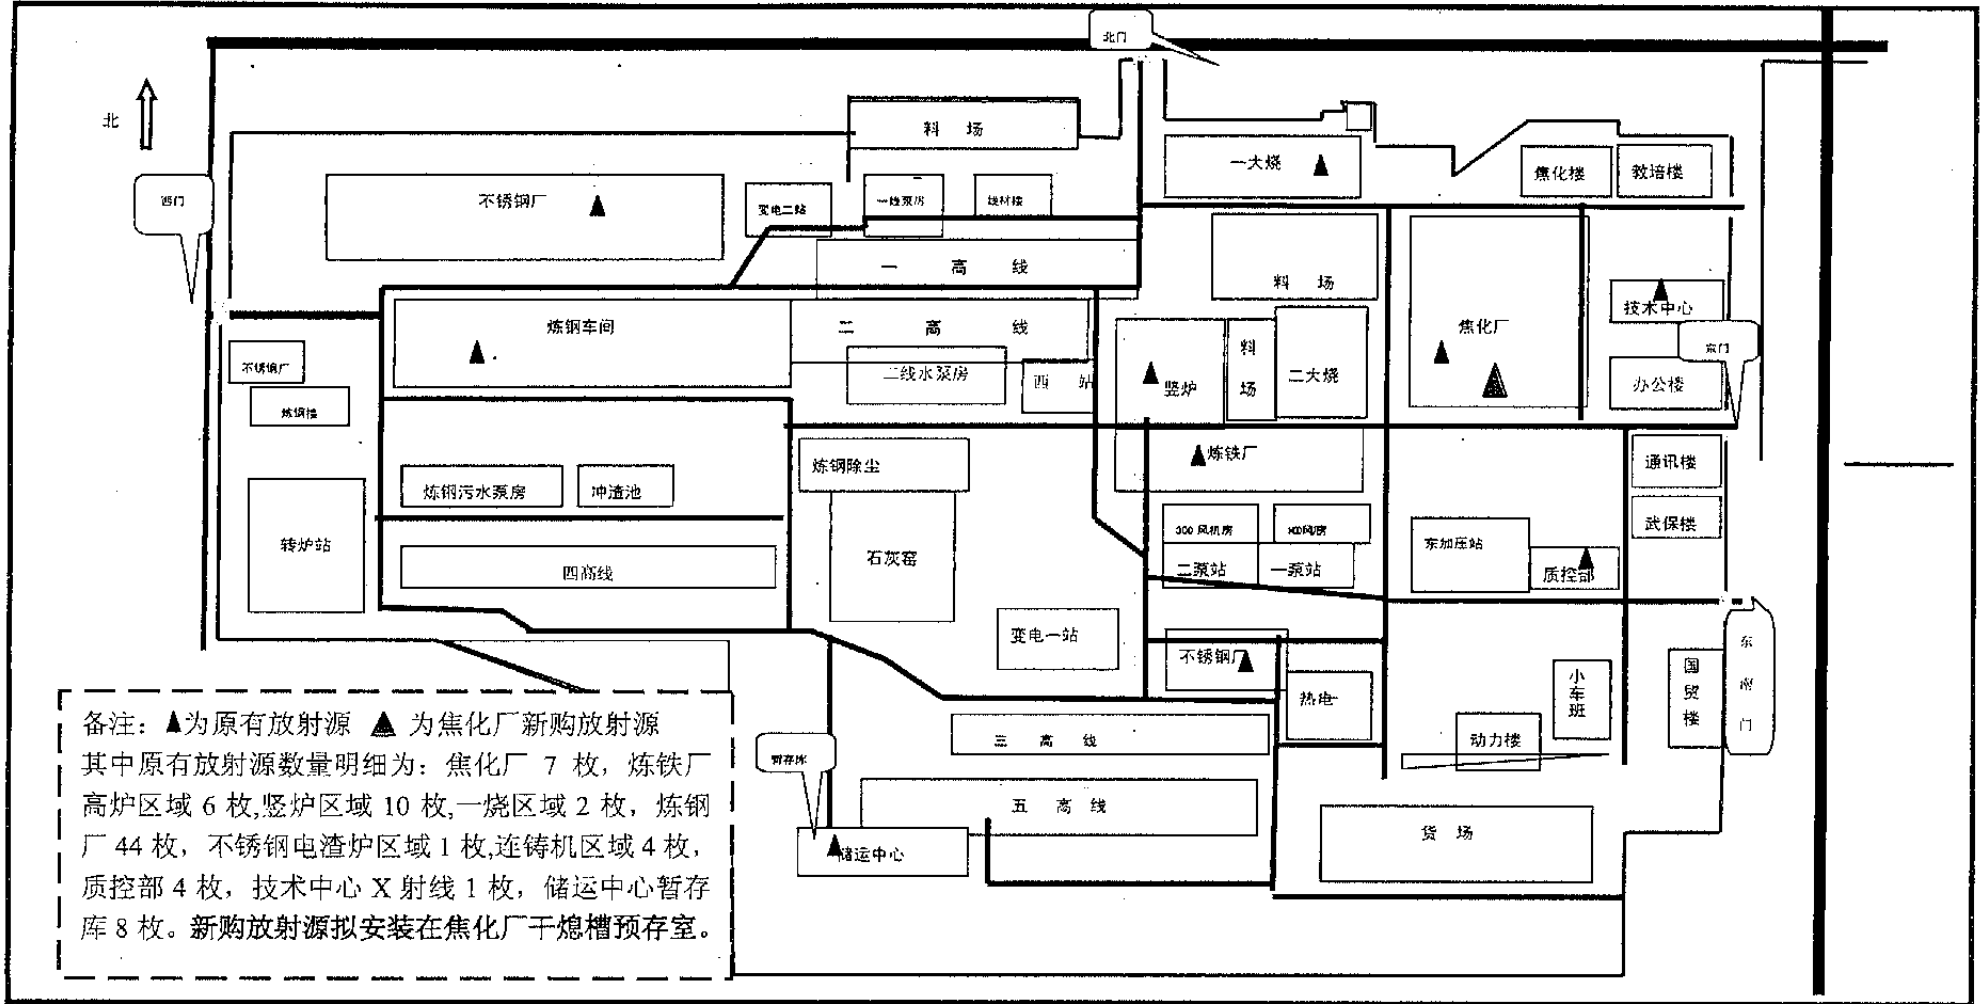 北门
北
料 场
一大烧
焦化楼
教培楼
西门
不锈钢厂
变电二站
一线泵房
线材楼
一 高 线
料 场
技术中心
炼钢车间
二 高 线
焦化厂
东门
不锈钢厂
炼钢楼
二线水泵房
西 站
竖炉
料 场
二大烧
办公楼
炼钢除尘
炼铁厂
通讯楼
炼钢污水泵房
冲渣池
武保楼
转炉站
石灰窑
300风机房
二泵站
一泵站
东加压站
质控部
四高线
变电一站
不锈钢厂
热电
小车班
国贸楼
东南门
三 高 线
动力楼
暂存库
五 高 线
货 场
储运中心
备注：▲为原有放射源 ▲ 为焦化厂新购放射源
其中原有放射源数量明细为：焦化厂 7 枚，炼铁厂
高炉区域 6 枚,竖炉区域 10 枚,一烧区域 2 枚，炼钢
厂 44 枚，不锈钢电渣炉区域 1 枚,连铸机区域 4 枚，
质控部 4 枚，技术中心 X 射线 1 枚，储运中心暂存
库 8 枚。新购放射源拟安装在焦化厂干熄槽预存室。